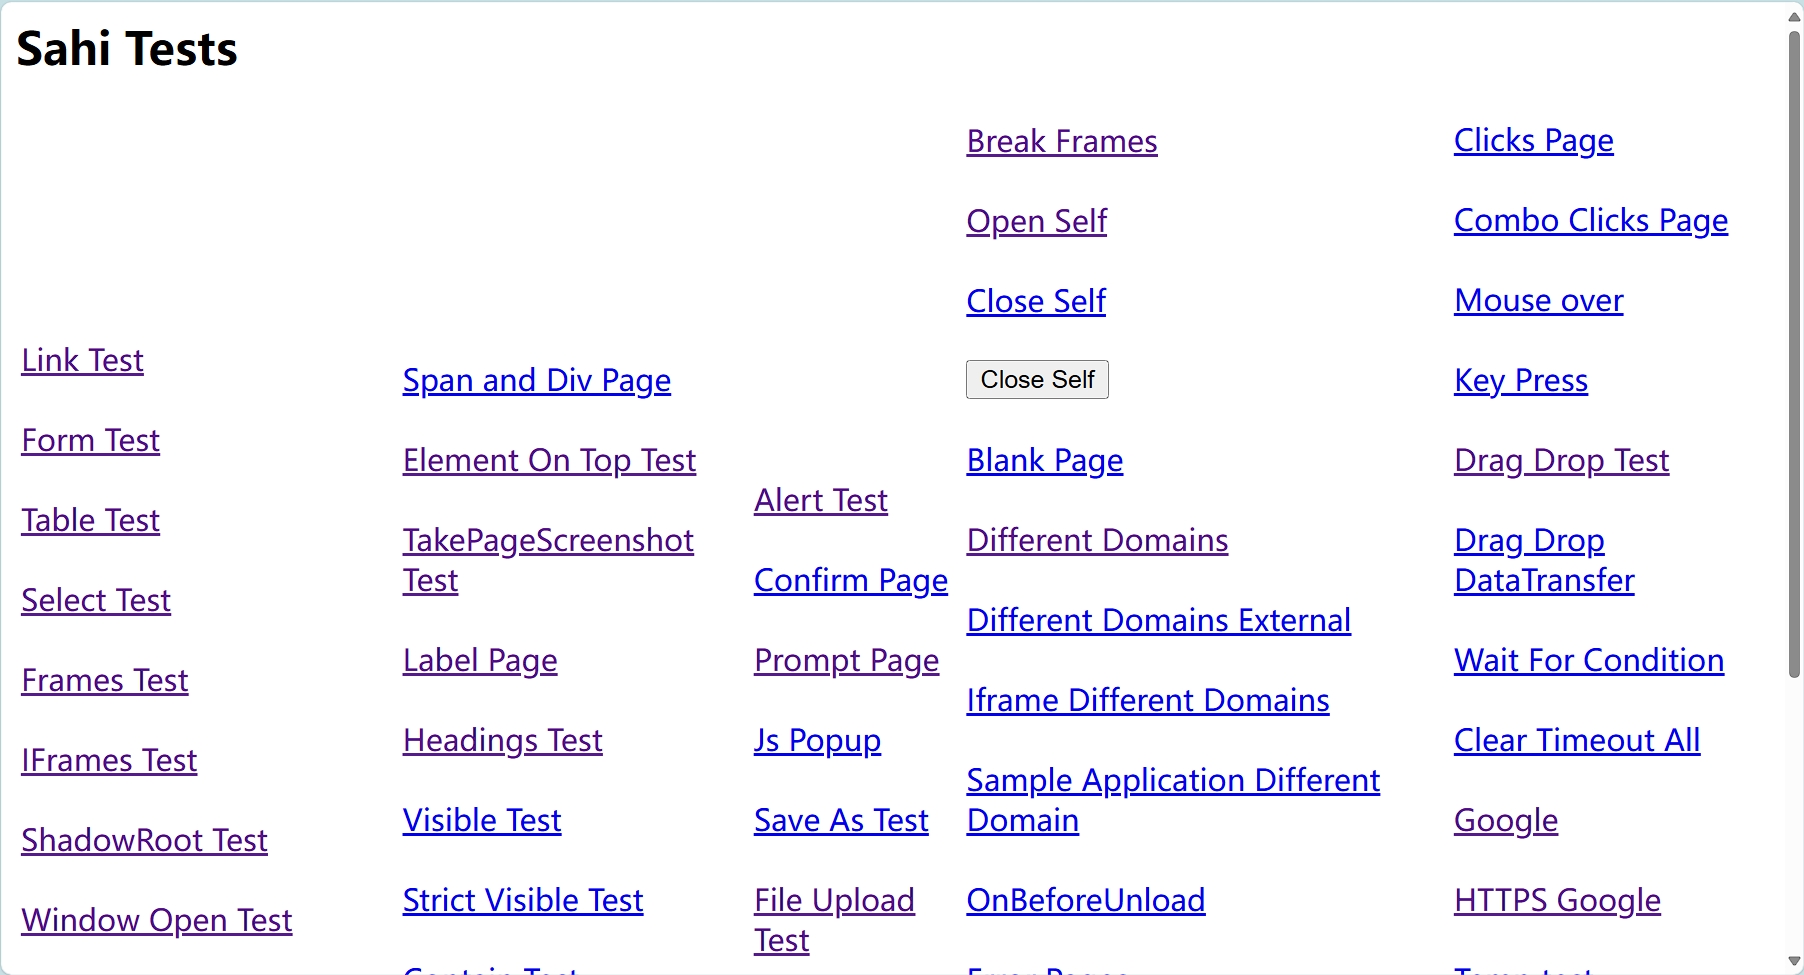 Sahi Tests
Link Test
Form Test
Table Test
Select Test
Frames Test
IFrames Test
ShadowRoot Test
Window Open Test
Span and Div Page
Element On Top Test
TakePageScreenshot
Test
Label Page
Headings Test
Visible Test
Strict Visible Test
Alert Test
Confirm Page
Prompt Page
Js Popup
Save As Test
File Upload
Test
Break Frames
Open Self
Close Self
Close Self
Blank Page
Different Domains
Different Domains External
Iframe Different Domains
Sample Application Different
Domain
OnBeforeUnload
Clicks Page
Combo Clicks Page
Mouse over
Key Press
Drag Drop Test
Drag Drop
DataTransfer
Wait For Condition
Clear Timeout All
Google
HTTPS Google